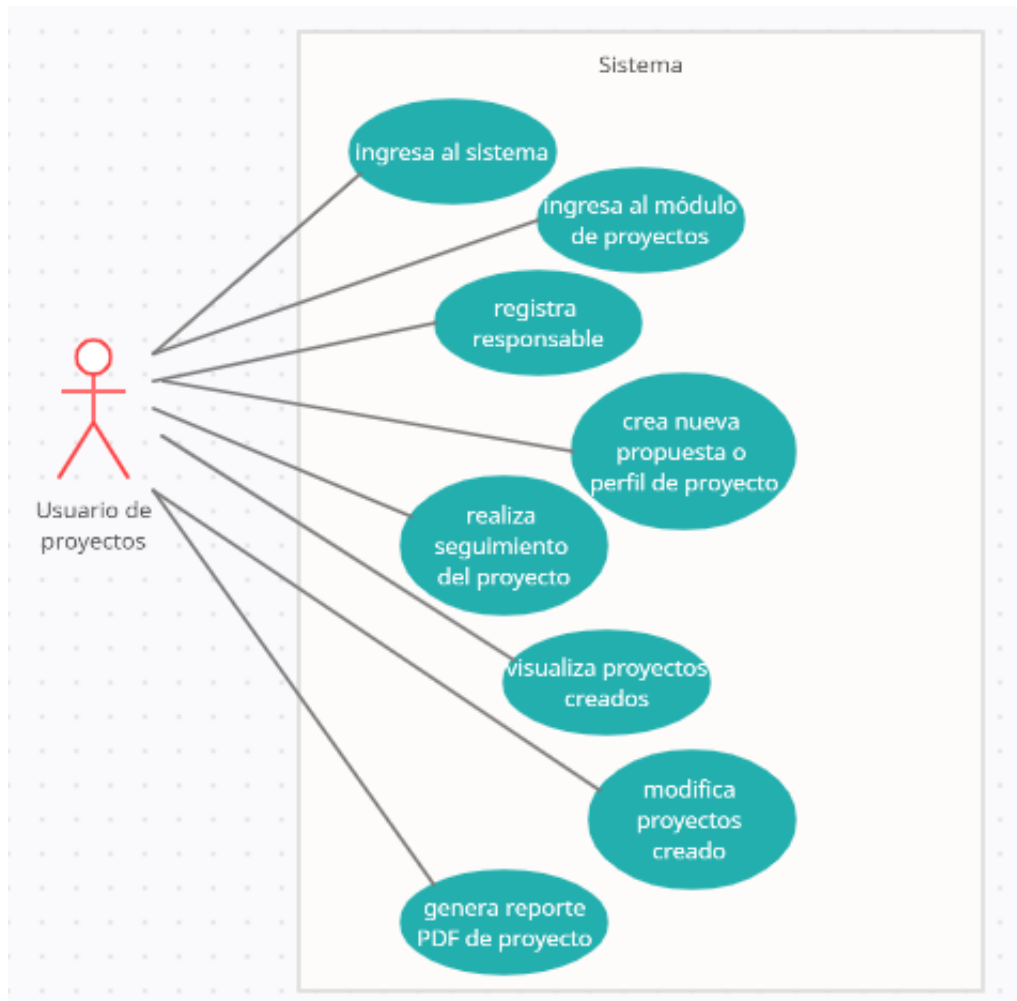 Sistema
ingresa al sistema
ingresa al módulo
de proyectos
registra
responsable
crea nueva
propuesta o
perfil de proyecto
Usuario de
proyectos
realiza
seguimiento
del proyecto
visualiza proyectos
creados
modifica
proyectos
creado
genera reporte
PDF de proyecto